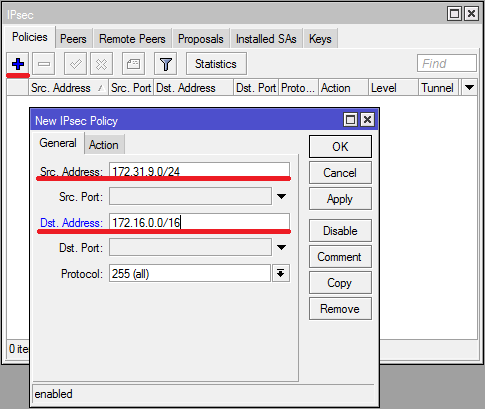 IPsec
Policies Peers Remote Peers Proposals Installed SAs Keys
Statistics Find
Src. Address Src. Port Dst. Address Dst. Port Proto... Action Level Tunnel
New IPsec Policy
General Action
Src. Address: 172.31.9.0/24
Src. Port:
Dst. Address: 172.16.0.0/16
Dst. Port:
Protocol: 255 (all)
OK
Cancel
Apply
Disable
Comment
Copy
Remove
0 ite
enabled